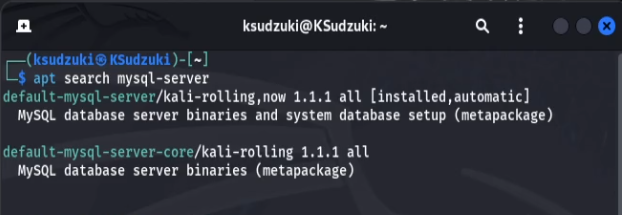 ksudzuki@KSudzuki: ~
┌──(ksudzuki㉿KSudzuki)-[~]
└─$ apt search mysql-server
default-mysql-server/kali-rolling,now 1.1.1 all [installed,automatic]
  MySQL database server binaries and system database setup (metapackage)

default-mysql-server-core/kali-rolling 1.1.1 all
  MySQL database server binaries (metapackage)